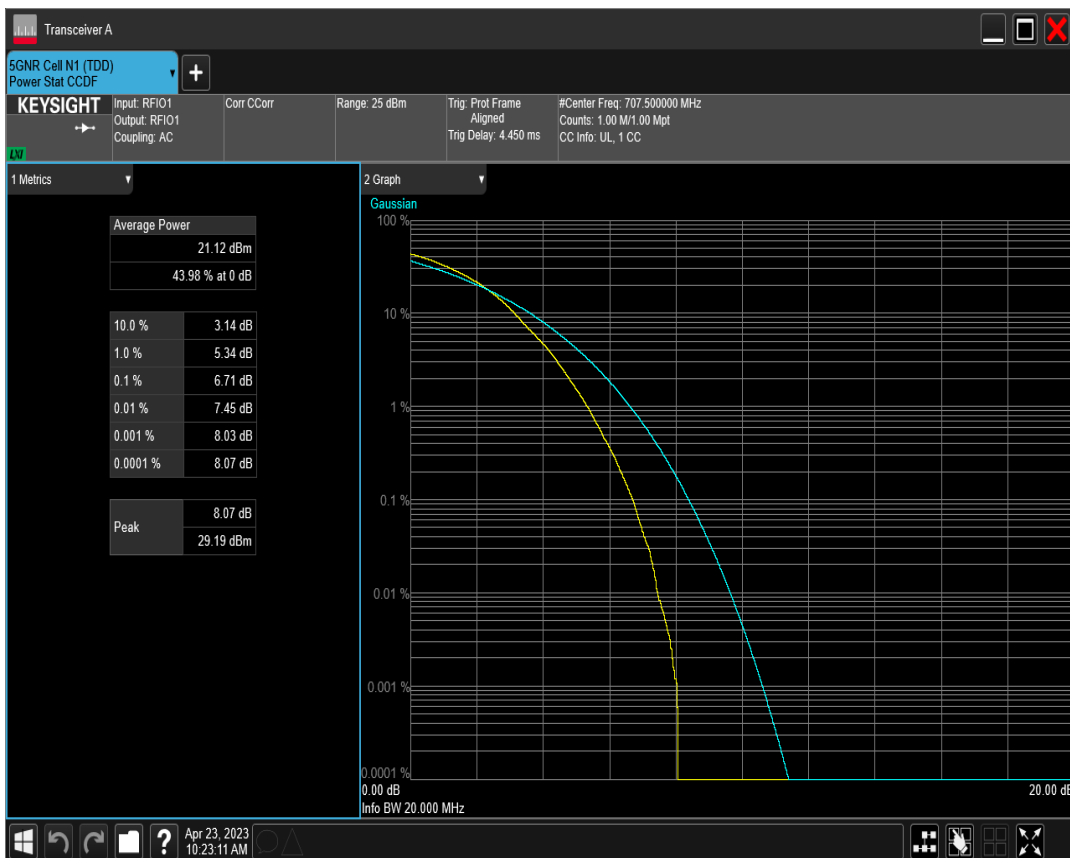 Transceiver A
5GNR Cell N1 (TDD)
Power Stat CCDF
KEYSIGHT
LXI
Input: RFIO1
Output: RFIO1
Coupling: AC
Corr CCorr
Range: 25 dBm
Trig: Prot Frame
Aligned
Trig Delay: 4.450 ms
#Center Freq: 707.500000 MHz
Counts: 1.00 M/1.00 Mpt
CC Info: UL, 1 CC
1 Metrics
Average Power
21.12 dBm
43.98 % at 0 dB
10.0 % 3.14 dB
1.0 % 5.34 dB
0.1 % 6.71 dB
0.01 % 7.45 dB
0.001 % 8.03 dB
0.0001 % 8.07 dB
Peak
8.07 dB
29.19 dBm
2 Graph
Gaussian
100 %
10 %
1 %
0.1 %
0.01 %
0.001 %
0.0001 %
0.00 dB 20.00 dB
Info BW 20.000 MHz
?
Apr 23, 2023
10:23:11 AM